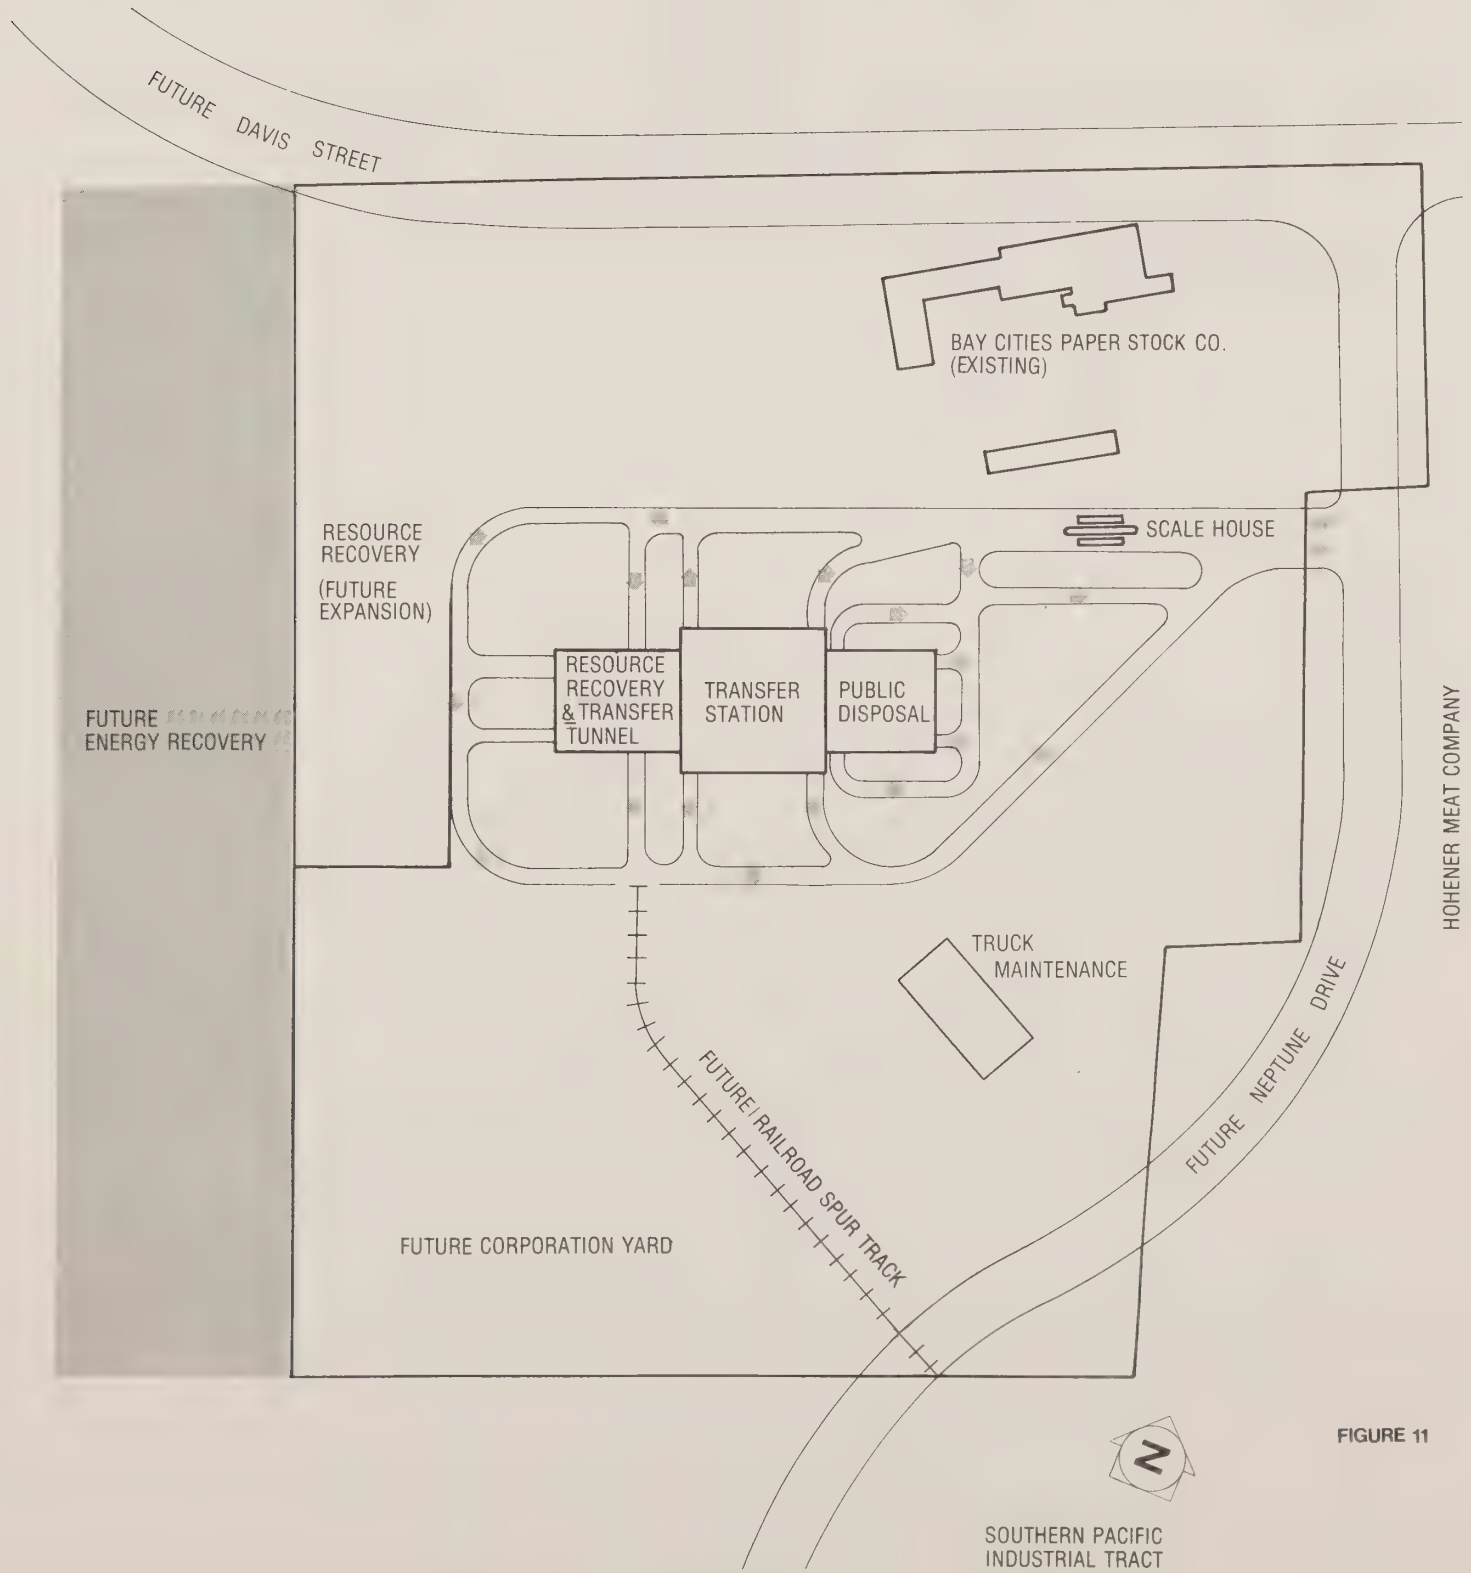 FUTURE DAVIS STREET
BAY CITIES PAPER STOCK CO.
(EXISTING)
RESOURCE
RECOVERY
(FUTURE
EXPANSION)
SCALE HOUSE
RESOURCE
RECOVERY
& TRANSFER
TUNNEL
TRANSFER
STATION
PUBLIC
DISPOSAL
FUTURE
ENERGY RECOVERY
HOHENER MEAT COMPANY
TRUCK
MAINTENANCE
FUTURE NEPTUNE DRIVE
FUTURE RAILROAD SPUR TRACK
FUTURE CORPORATION YARD
N
FIGURE 11
SOUTHERN PACIFIC
INDUSTRIAL TRACT